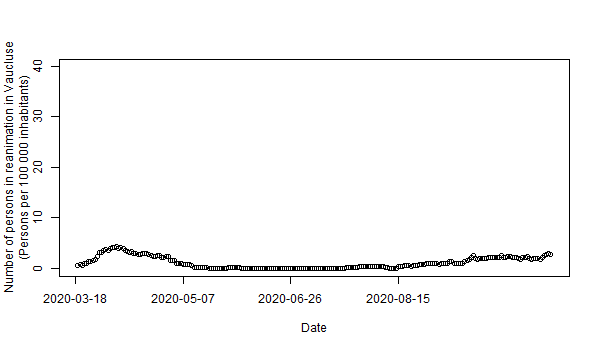 Number of persons in reanimation in Vaucluse
(Persons per 100 000 inhabitants)
40
30
20
10
0
2020-03-18 2020-05-07 2020-06-26 2020-08-15
Date